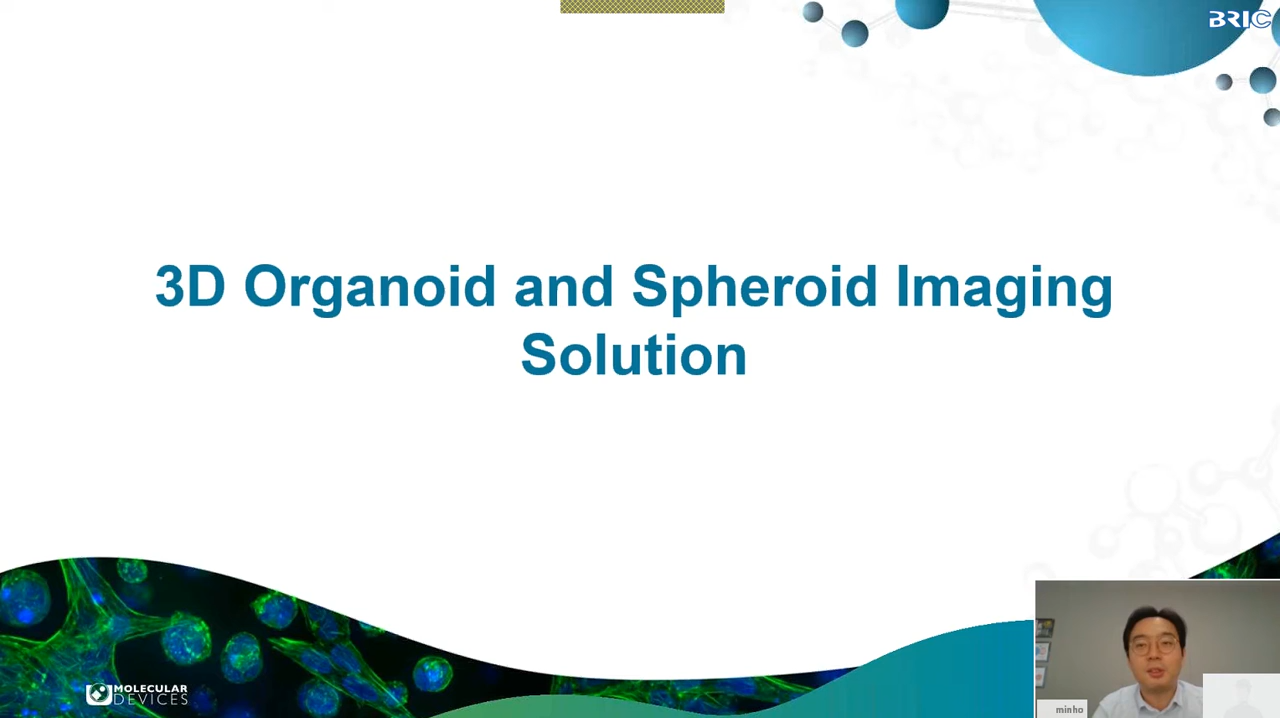 BRIC
3D Organoid and Spheroid Imaging
Solution
MOLECULAR
DEVICES
minho